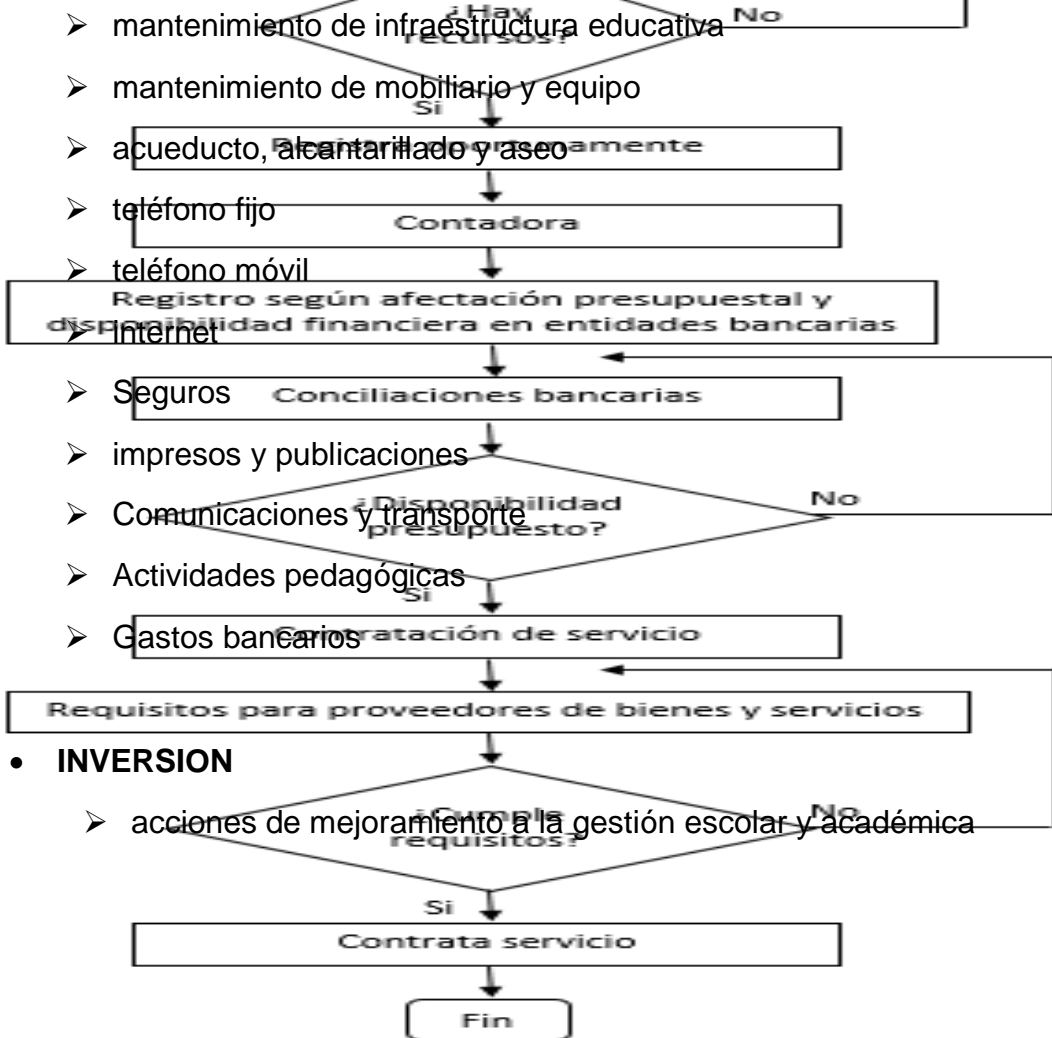 ¿Hay
No
➢ mantenimiento de infraestructura educativa
recursos?
➢ mantenimiento de mobiliario y equipo
Si
➢ acueducto, alcantarillado y aseo
Registra oportunamente
➢ teléfono fijo
Contadora
➢ teléfono móvil
Registro según afectación presupuestal y
disponibilidad financiera en entidades bancarias
➢ Internet
➢ Seguros
Conciliaciones bancarias
➢ impresos y publicaciones
¿Disponibilidad
No
➢ Comunicaciones y transporte
presupuesto?
➢ Actividades pedagógicas
Si
➢ Gastos bancarios
Contratación de servicio
Requisitos para proveedores de bienes y servicios
• INVERSION
¿Cumple
No
➢ acciones de mejoramiento a la gestión escolar y académica
requisitos?
Si
Contrata servicio
Fin